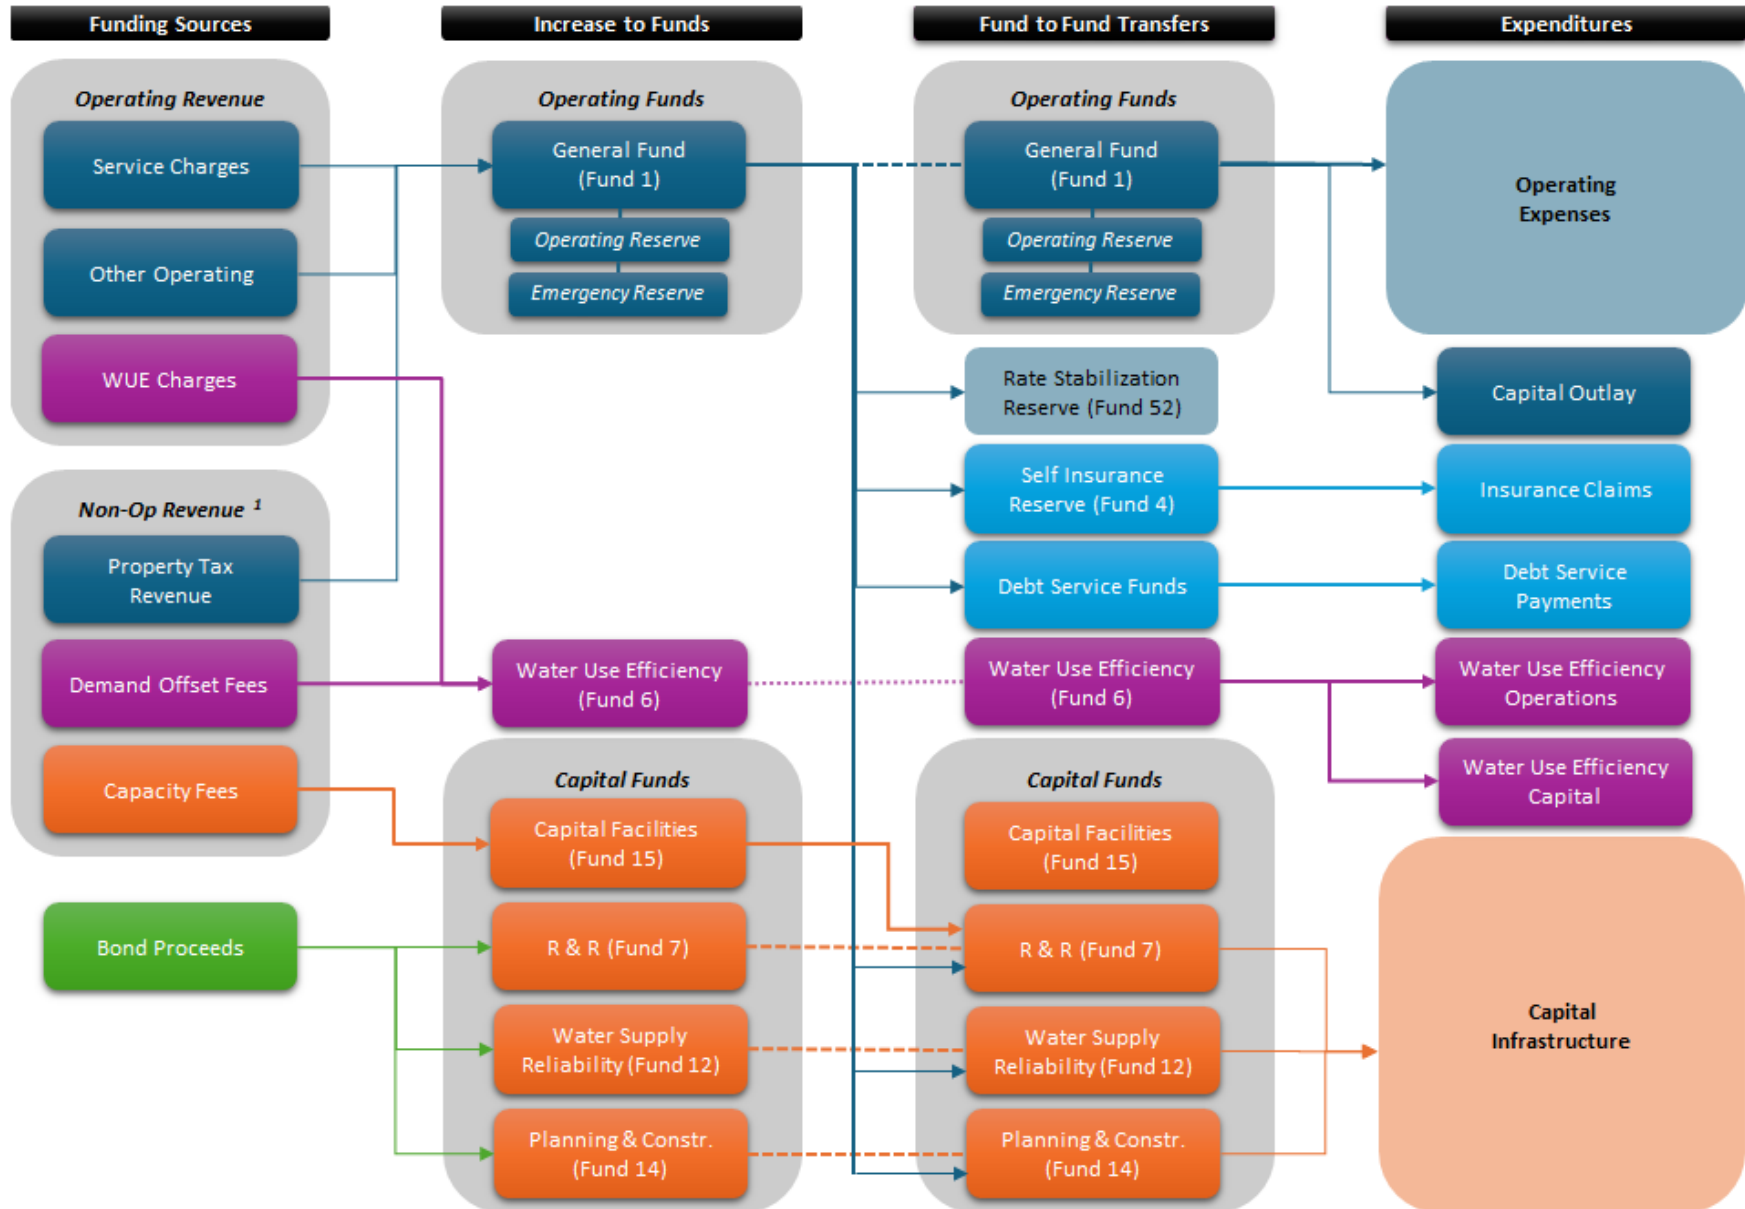 Funding Sources
Increase to Funds
Fund to Fund Transfers
Expenditures
Operating Revenue
Service Charges
Other Operating
WUE Charges
Non-Op Revenue 1
Property Tax
Revenue
Demand Offset Fees
Capacity Fees
Bond Proceeds
Operating Funds
General Fund
(Fund 1)
Operating Reserve
Emergency Reserve
Water Use Efficiency
(Fund 6)
Capital Funds
Capital Facilities
(Fund 15)
R & R (Fund 7)
Water Supply
Reliability (Fund 12)
Planning & Constr.
(Fund 14)
Operating Funds
General Fund
(Fund 1)
Operating Reserve
Emergency Reserve
Rate Stabilization
Reserve (Fund 52)
Self Insurance
Reserve (Fund 4)
Debt Service Funds
Water Use Efficiency
(Fund 6)
Capital Funds
Capital Facilities
(Fund 15)
R & R (Fund 7)
Water Supply
Reliability (Fund 12)
Planning & Constr.
(Fund 14)
Operating
Expenses
Capital Outlay
Insurance Claims
Debt Service
Payments
Water Use Efficiency
Operations
Water Use Efficiency
Capital
Capital
Infrastructure